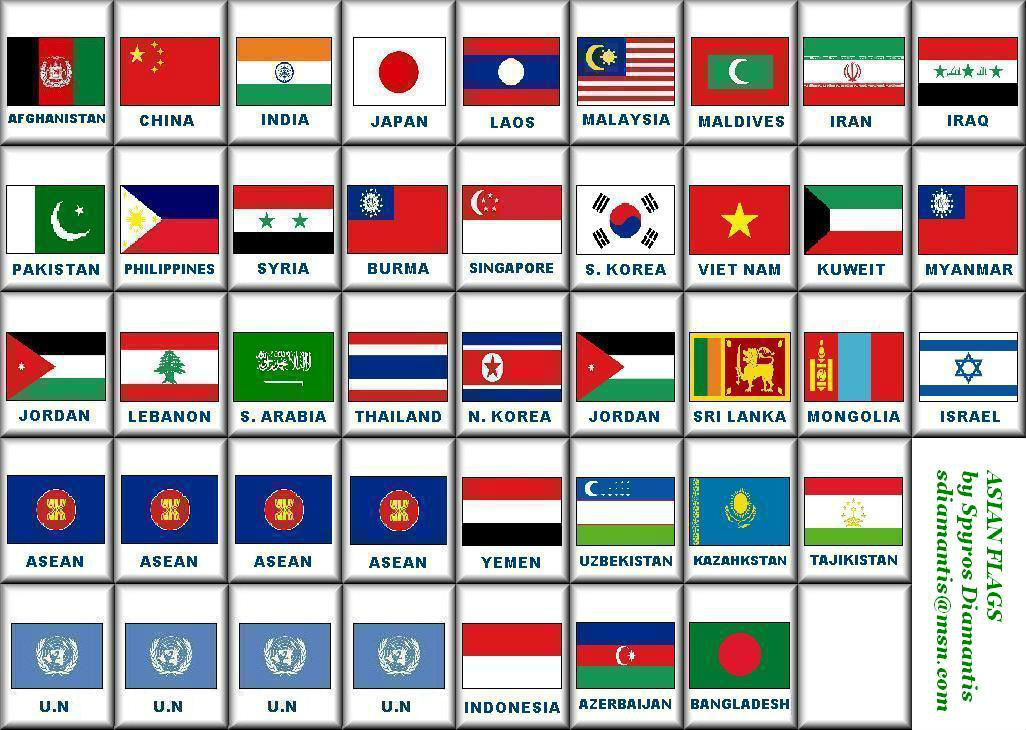 AFGHANISTAN
CHINA
INDIA
JAPAN
LAOS
MALAYSIA
MALDIVES
IRAN
IRAQ
PAKISTAN
PHILIPPINES
SYRIA
BURMA
SINGAPORE
S. KOREA
VIET NAM
KUWEIT
MYANMAR
JORDAN
LEBANON
S. ARABIA
THAILAND
N. KOREA
JORDAN
SRI LANKA
MONGOLIA
ISRAEL
ASEAN
ASEAN
ASEAN
ASEAN
YEMEN
UZBEKISTAN
KAZAHKSTAN
TAJIKISTAN
U.N
U.N
U.N
U.N
INDONESIA
AZERBAIJAN
BANGLADESH
ASIAN FLAGS
by Spyros Diamantis
sdiamantis@msn.com